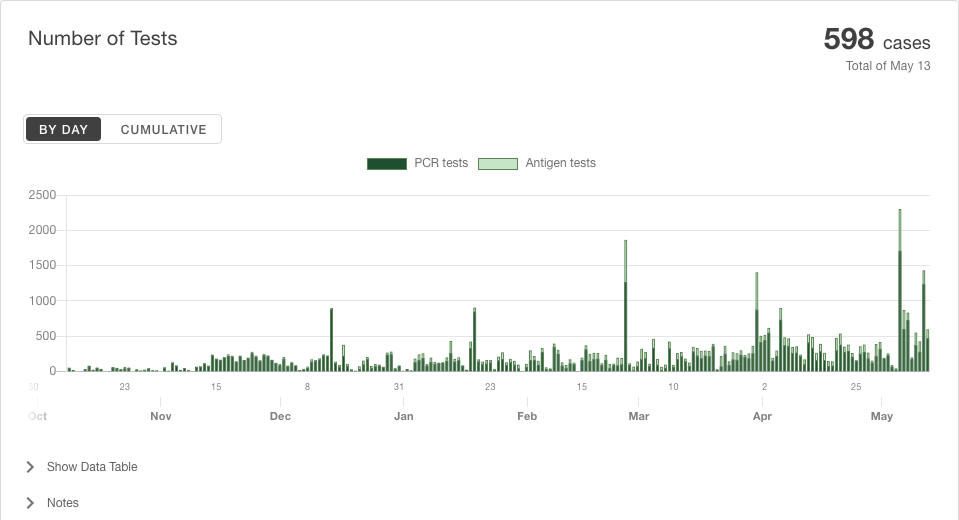 Number of Tests
598 cases
Total of May 13
BY DAY CUMULATIVE
PCR tests Antigen tests
2500
2000
1500
1000
500
0
30 23 15 8 31 23 15 10 2 25
Oct Nov Dec Jan Feb Mar Apr May
Show Data Table
Notes